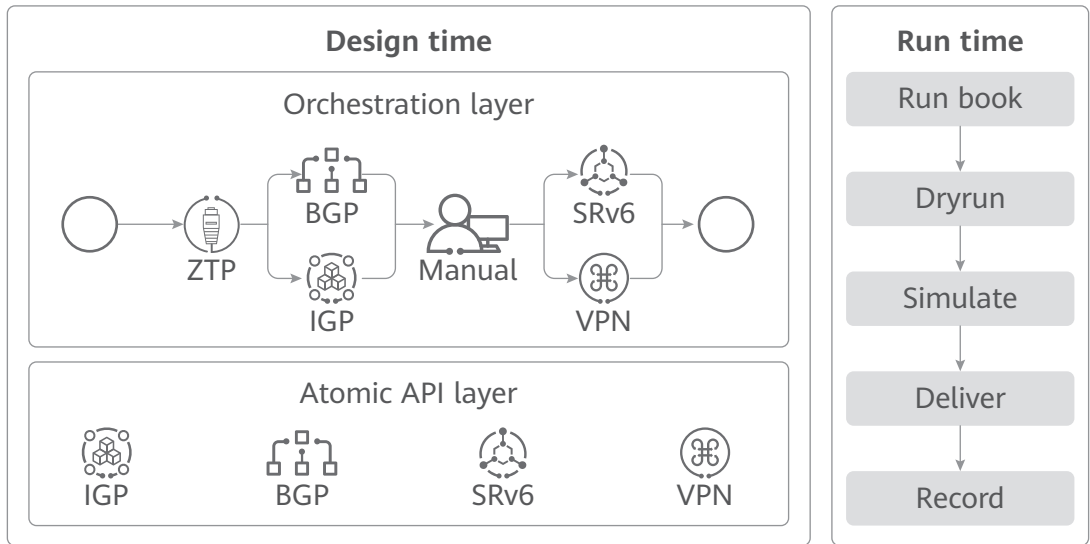 Design time
Orchestration layer
BGP
SRv6
ZTP
Manual
IGP
VPN
Atomic API layer
IGP
BGP
SRv6
VPN
Run time
Run book
Dryrun
Simulate
Deliver
Record